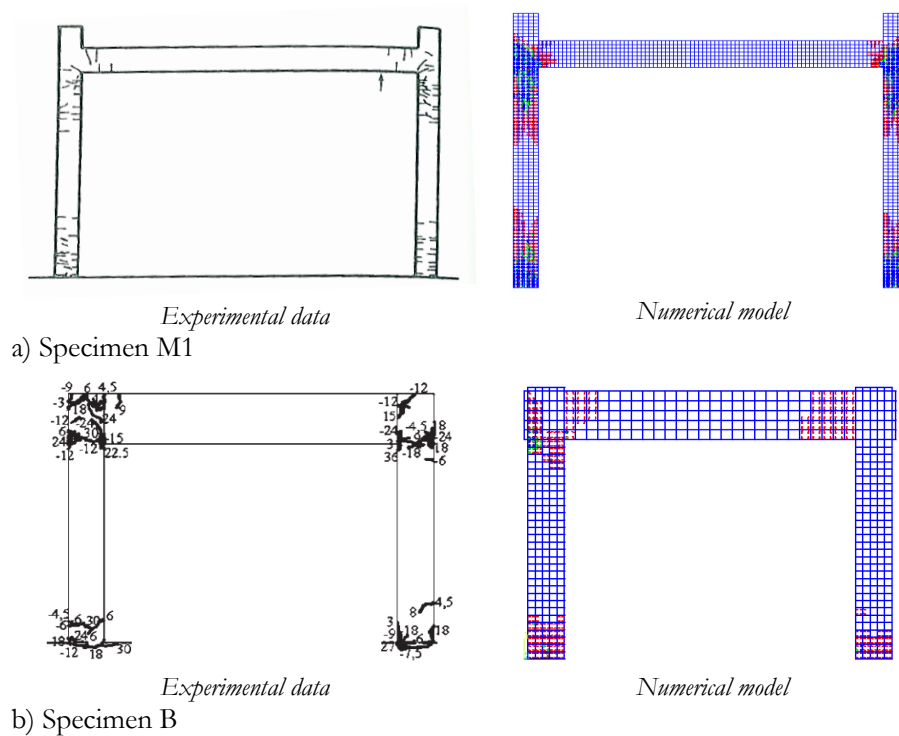 Experimental data
Numerical model
a) Specimen M1
-9 6 4,5
-12
-3
18
9
-12
15
-12 -24
24
6 30
-15
24
-12 -12
22.5
-24 -4,5 18
-9 24
3
-18 18
36
-6
-4,5
-6
6 30 6
18 24 6
-12 18 30
4,5
8
3
-9 18 18
27
-6
-7,5
Experimental data
Numerical model
b) Specimen B